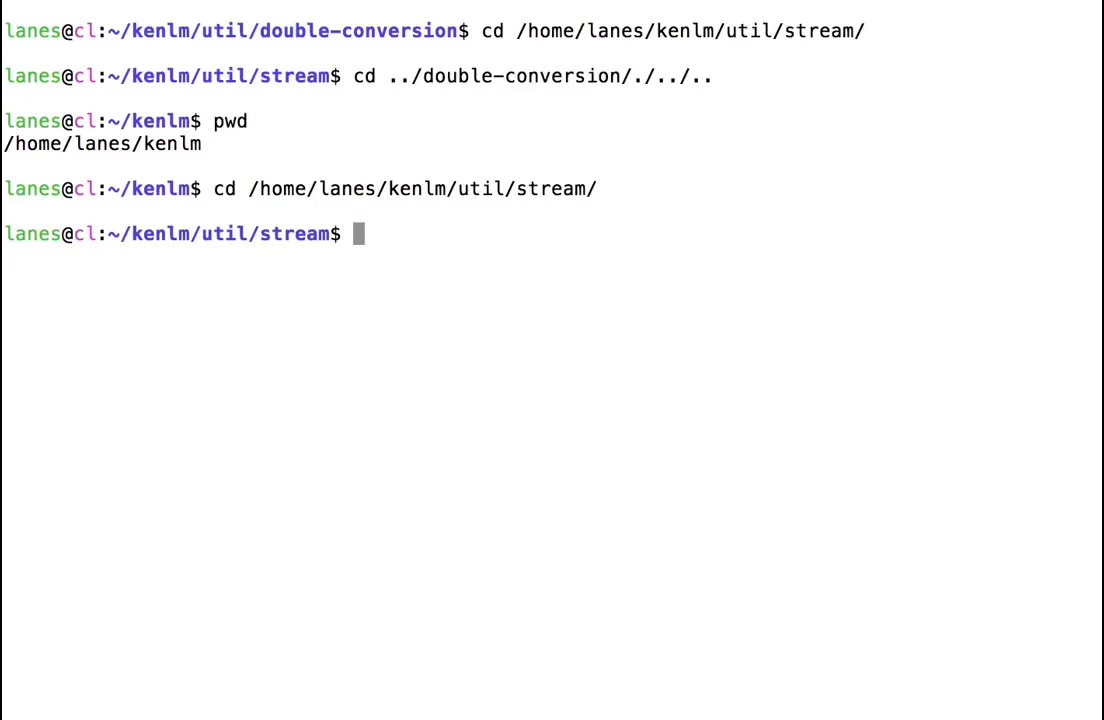 lanes@cl:~/kenlm/util/double-conversion$ cd /home/lanes/kenlm/util/stream/
lanes@cl:~/kenlm/util/stream$ cd ../double-conversion/./../..
lanes@cl:~/kenlm$ pwd
/home/lanes/kenlm
lanes@cl:~/kenlm$ cd /home/lanes/kenlm/util/stream/
lanes@cl:~/kenlm/util/stream$